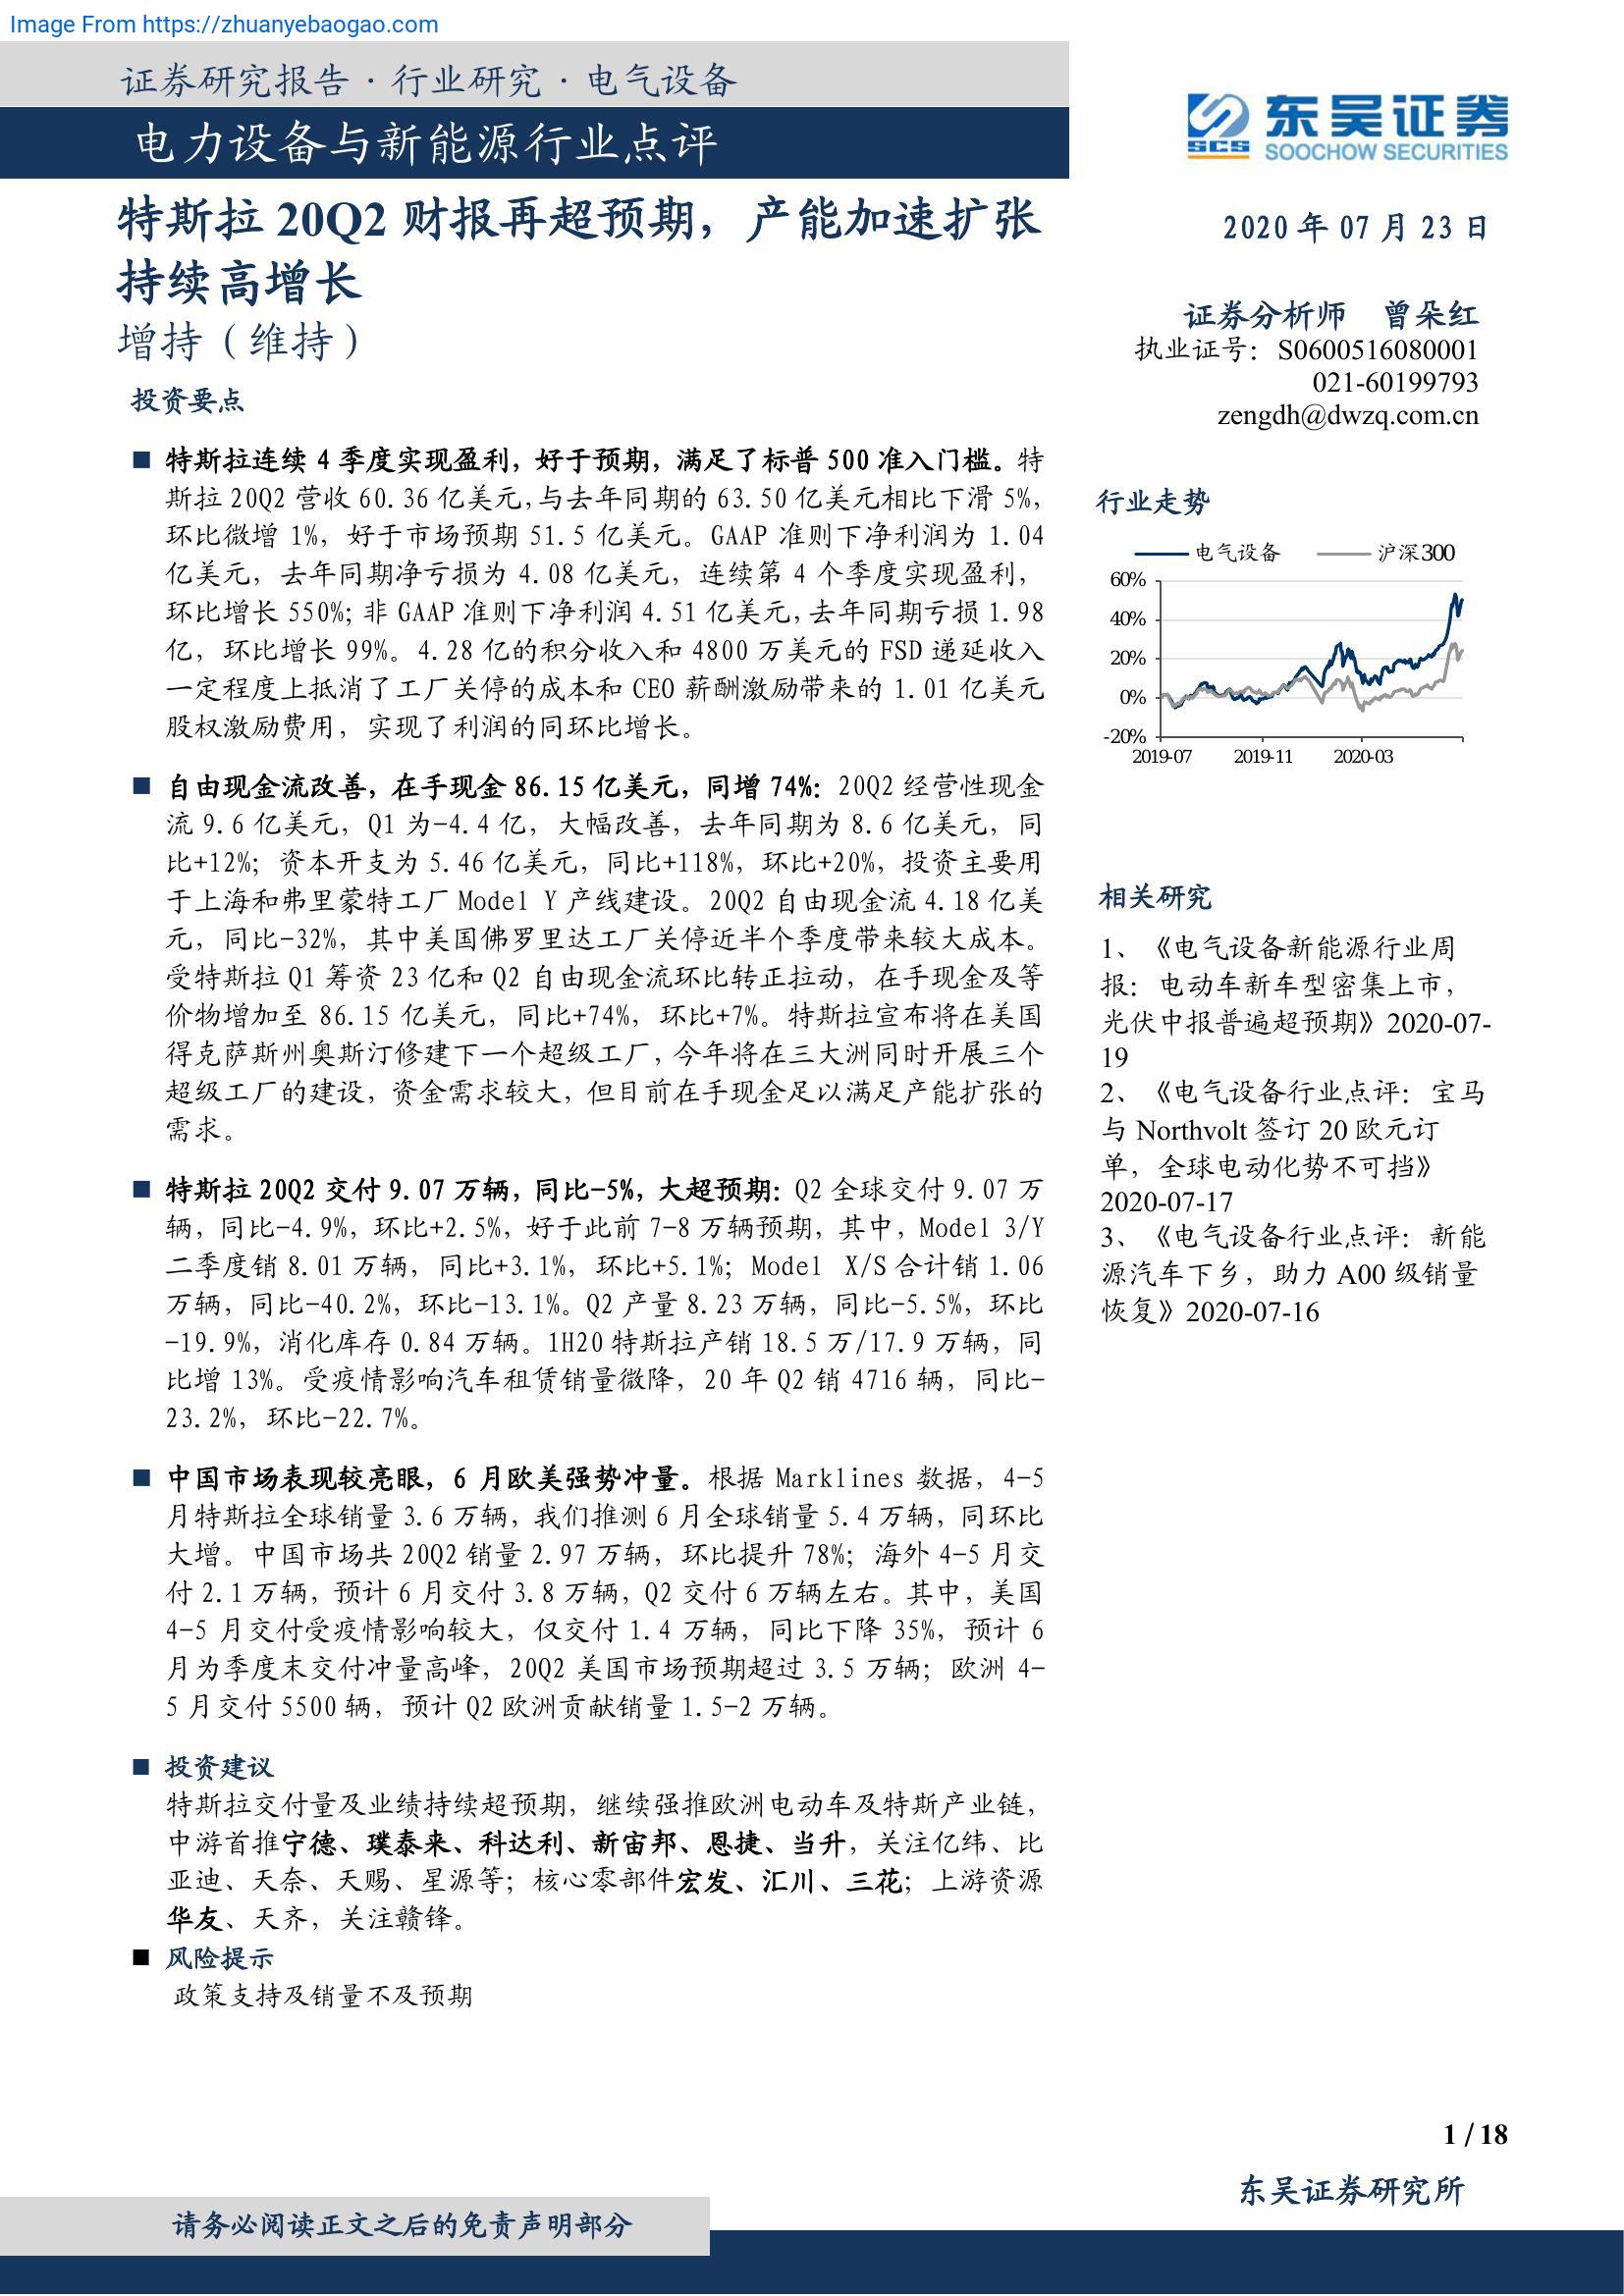 Image From https://zhuanyebaogao.com
证券研究报告·行业研究·电气设备
电力设备与新能源行业点评
东吴证券
SCS
SOOCHOW SECURITIES
特斯拉 20Q2 财报再超预期，产能加速扩张
持续高增长
增持（维持）
投资要点
■ 特斯拉连续 4 季度实现盈利，好于预期，满足了标普 500 准入门槛。特
斯拉 20Q2 营收 60.36 亿美元，与去年同期的 63.50 亿美元相比下滑 5%，
环比微增 1%，好于市场预期 51.5 亿美元。GAAP 准则下净利润为 1.04
亿美元，去年同期净亏损为 4.08 亿美元，连续第 4 个季度实现盈利，
环比增长 550%；非 GAAP 准则下净利润 4.51 亿美元，去年同期亏损 1.98
亿，环比增长 99%。4.28 亿的积分收入和 4800 万美元的 FSD 递延收入
一定程度上抵消了工厂关停的成本和 CEO 薪酬激励带来的 1.01 亿美元
股权激励费用，实现了利润的同环比增长。
■ 自由现金流改善，在手现金 86.15 亿美元，同增 74%：20Q2 经营性现金
流 9.6 亿美元，Q1 为-4.4 亿，大幅改善，去年同期为 8.6 亿美元，同
比+12%；资本开支为 5.46 亿美元，同比+118%，环比+20%，投资主要用
于上海和弗里蒙特工厂 Model Y 产线建设。20Q2 自由现金流 4.18 亿美
元，同比-32%，其中美国佛罗里达工厂关停近半个季度带来较大成本。
受特斯拉 Q1 筹资 23 亿和 Q2 自由现金流环比转正拉动，在手现金及等
价物增加至 86.15 亿美元，同比+74%，环比+7%。特斯拉宣布将在美国
得克萨斯州奥斯汀修建下一个超级工厂，今年将在三大洲同时开展三个
超级工厂的建设，资金需求较大，但目前在手现金足以满足产能扩张的
需求。
■ 特斯拉 20Q2 交付 9.07 万辆，同比-5%，大超预期：Q2 全球交付 9.07 万
辆，同比-4.9%，环比+2.5%，好于此前 7-8 万辆预期，其中，Model 3/Y
二季度销 8.01 万辆，同比+3.1%，环比+5.1%；Model X/S 合计销 1.06
万辆，同比-40.2%，环比-13.1%。Q2 产量 8.23 万辆，同比-5.5%，环比
-19.9%，消化库存 0.84 万辆。1H20 特斯拉产销 18.5 万/17.9 万辆，同
比增 13%。受疫情影响汽车租赁销量微降，20 年 Q2 销 4716 辆，同比-
23.2%，环比-22.7%。
■ 中国市场表现较亮眼，6 月欧美强势冲量。根据 Marklines 数据，4-5
月特斯拉全球销量 3.6 万辆，我们推测 6 月全球销量 5.4 万辆，同环比
大增。中国市场共 20Q2 销量 2.97 万辆，环比提升 78%；海外 4-5 月交
付 2.1 万辆，预计 6 月交付 3.8 万辆，Q2 交付 6 万辆左右。其中，美国
4-5 月交付受疫情影响较大，仅交付 1.4 万辆，同比下降 35%，预计 6
月为季度末交付冲量高峰，20Q2 美国市场预期超过 3.5 万辆；欧洲 4-
5 月交付 5500 辆，预计 Q2 欧洲贡献销量 1.5-2 万辆。
■ 投资建议
特斯拉交付量及业绩持续超预期，继续强推欧洲电动车及特斯产业链，
中游首推宁德、璞泰来、科达利、新宙邦、恩捷、当升，关注亿纬、比
亚迪、天奈、天赐、星源等；核心零部件宏发、汇川、三花；上游资源
华友、天齐，关注赣锋。
■ 风险提示
政策支持及销量不及预期
2020 年 07 月 23 日
证券分析师 曾朵红
执业证号：S0600516080001
021-60199793
zengdh@dwzq.com.cn
行业走势
电气设备 沪深300
60%
40%
20%
0%
-20%
2019-07 2019-11 2020-03
相关研究
1、《电气设备新能源行业周
报：电动车新车型密集上市，
光伏中报普遍超预期》2020-07-
19
2、《电气设备行业点评：宝马
与 Northvolt 签订 20 欧元订
单，全球电动化势不可挡》
2020-07-17
3、《电气设备行业点评：新能
源汽车下乡，助力 A00 级销量
恢复》2020-07-16
1 / 18
东吴证券研究所
请务必阅读正文之后的免责声明部分